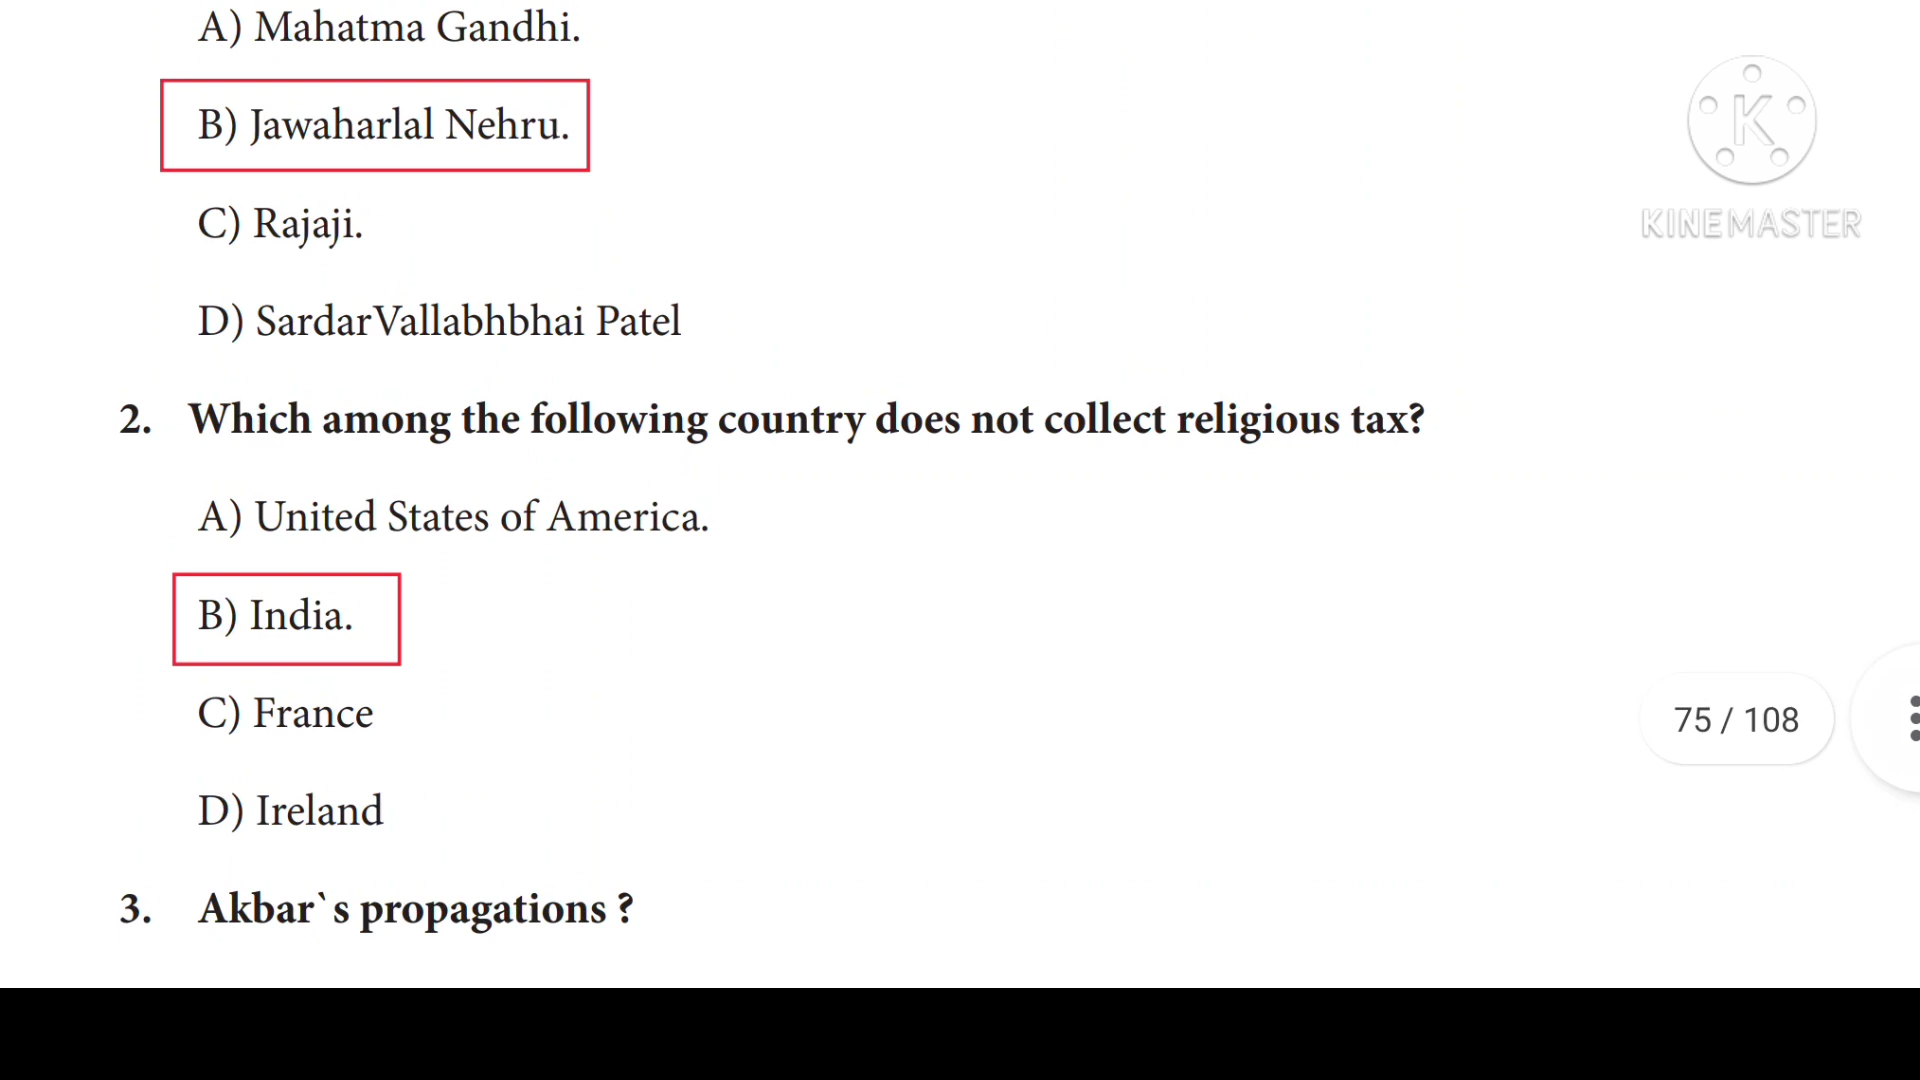 A) Mahatma Gandhi.
B) Jawaharlal Nehru.
K
KINEMASTER
C) Rajaji.
D) SardarVallabhbhai Patel
2. Which among the following country does not collect religious tax?
A) United States of America.
B) India.
C) France
75 / 108
D) Ireland
3. Akbar`s propagations ?